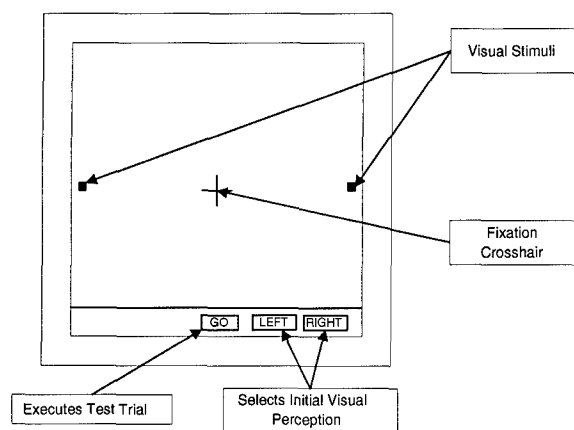 Visual Stimuli
Fixation
Crosshair
GO LEFT RIGHT
Executes Test Trial
Selects Initial Visual
Perception